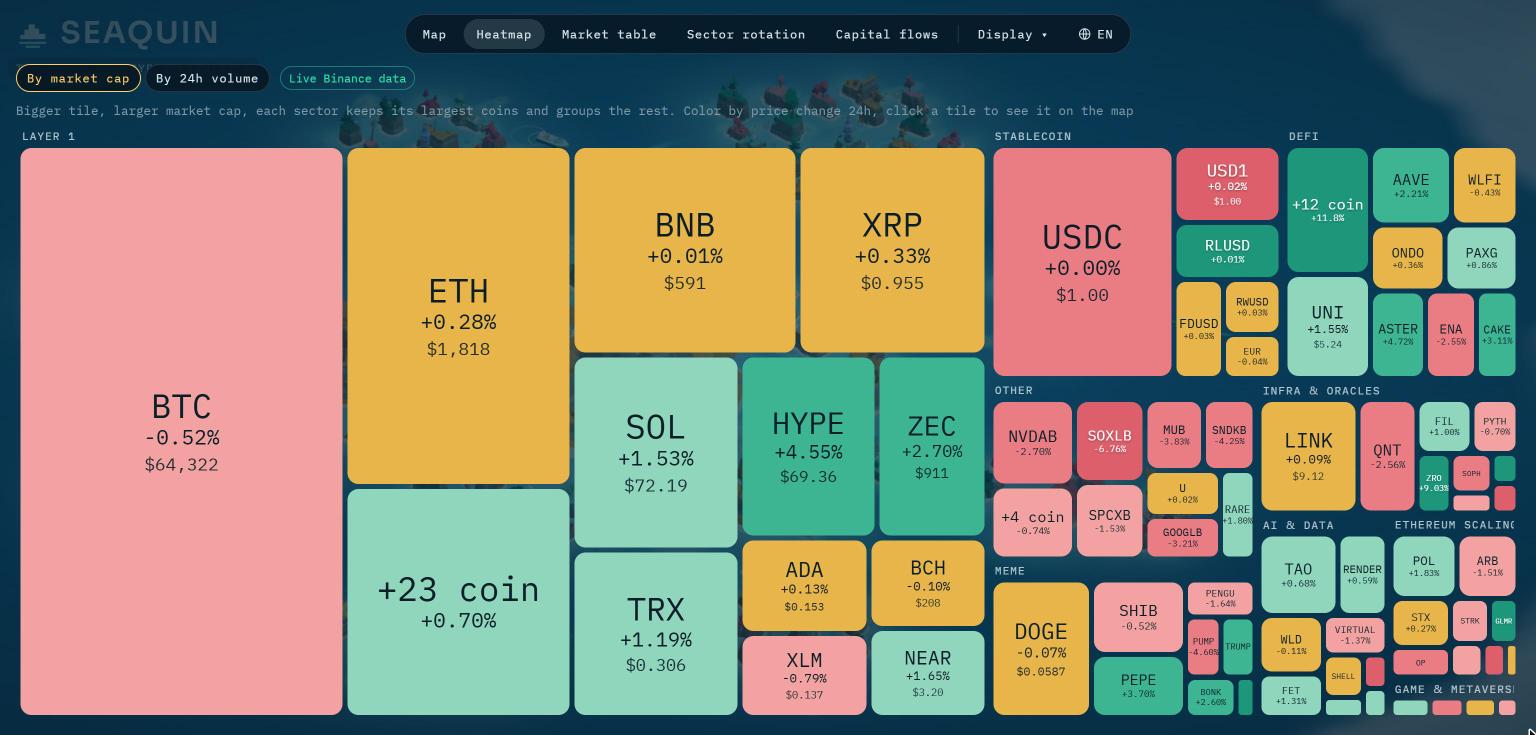 SEAQUIN
Map Heatmap Market table Sector rotation Capital flows Display ▾ EN
By market cap By 24h volume Live Binance data
Bigger tile, larger market cap, each sector keeps its largest coins and groups the rest. Color by price change 24h, click a tile to see it on the map
LAYER 1
BTC
-0.52%
$64,322
ETH
+0.28%
$1,818
+23 coin
+0.70%
BNB
+0.01%
$591
XRP
+0.33%
$0.955
SOL
+1.53%
$72.19
HYPE
+4.55%
$69.36
ZEC
+2.70%
$911
TRX
+1.19%
$0.306
ADA
+0.13%
$0.153
BCH
-0.10%
$208
XLM
-0.79%
$0.137
NEAR
+1.65%
$3.20
STABLECOIN
USDC
+0.00%
$1.00
USD1
+0.02%
$1.00
RLUSD
+0.01%
FDUSD
+0.03%
RWUSD
+0.03%
EUR
-0.04%
DEFI
+12 coin
+11.8%
AAVE
+2.21%
WLFI
-0.43%
ONDO
+0.36%
PAXG
+0.86%
UNI
+1.55%
$5.24
ASTER
+4.72%
ENA
-2.55%
CAKE
+3.11%
OTHER
NVDAB
-2.70%
SOXLB
-6.76%
MUB
-3.83%
SNDKB
-4.25%
+4 coin
-0.74%
SPCXB
-1.53%
U
+0.02%
GOOGLB
-3.21%
RARE
+1.80%
INFRA & ORACLES
LINK
+0.09%
$9.12
QNT
-2.56%
FIL
+1.00%
PYTH
-0.70%
ZRO
+9.03%
SOPH
MEME
DOGE
-0.07%
$0.0587
SHIB
-0.52%
PEPE
+3.70%
PENGU
-1.64%
PUMP
-4.60%
TRUMP
BONK
+2.60%
AI & DATA
TAO
+0.68%
RENDER
+0.59%
WLD
-0.11%
VIRTUAL
-1.37%
SHELL
FET
+1.31%
ETHEREUM SCALING
POL
+1.83%
ARB
-1.51%
STX
+0.27%
STRK
GLMR
OP
GAME & METAVERS